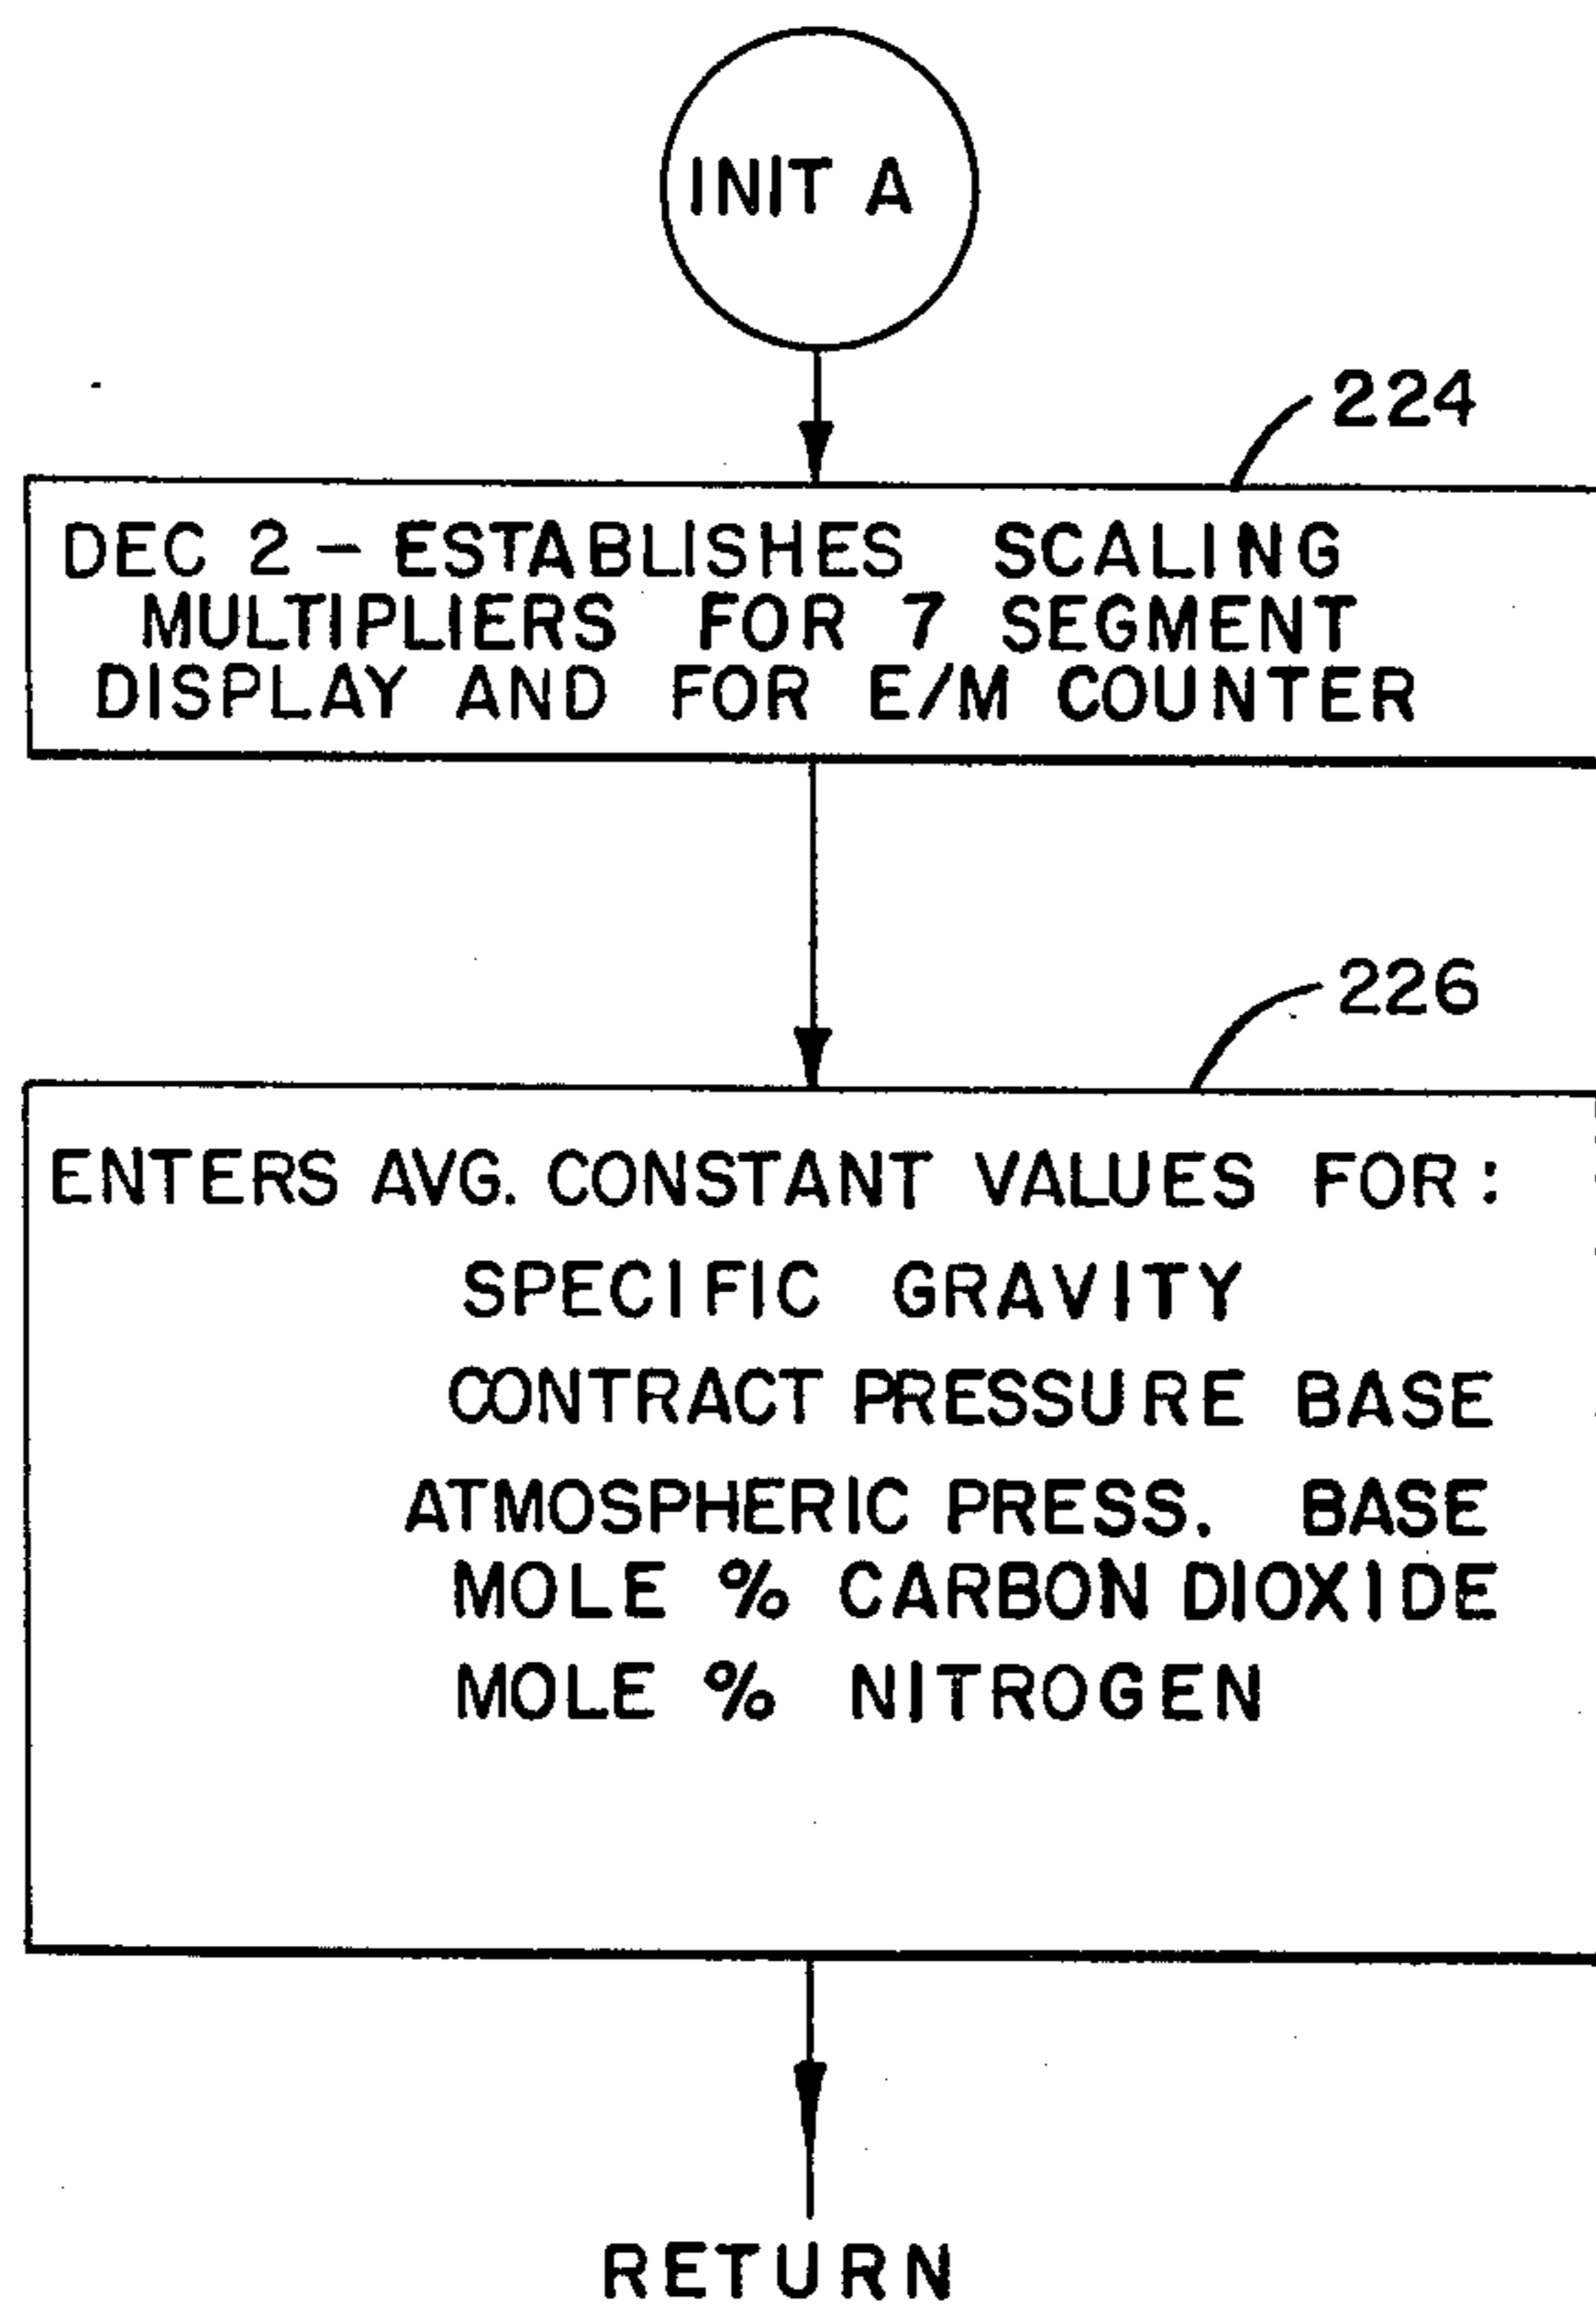 INIT A
224
DEC 2 - ESTABLISHES SCALING
MULTIPLIERS FOR 7 SEGMENT
DISPLAY AND FOR E/M COUNTER
226
ENTERS AVG. CONSTANT VALUES FOR:
SPECIFIC GRAVITY
CONTRACT PRESSURE BASE
ATMOSPHERIC PRESS. BASE
MOLE % CARBON DIOXIDE
MOLE % NITROGEN
RETURN